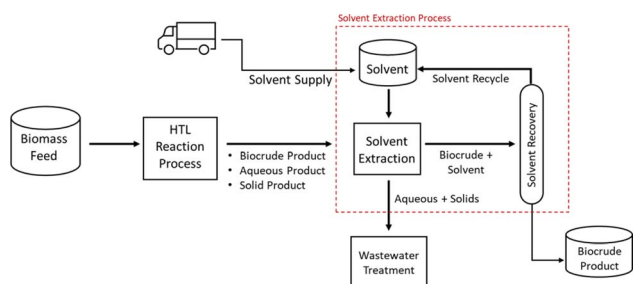 Solvent Extraction Process
Solvent Supply
Solvent
Solvent Recycle
Biomass
Feed
HTL
Reaction
Process
• Biocrude Product
• Aqueous Product
• Solid Product
Solvent
Extraction
Biocrude +
Solvent
Solvent Recovery
Aqueous + Solids
Wastewater
Treatment
Biocrude
Product